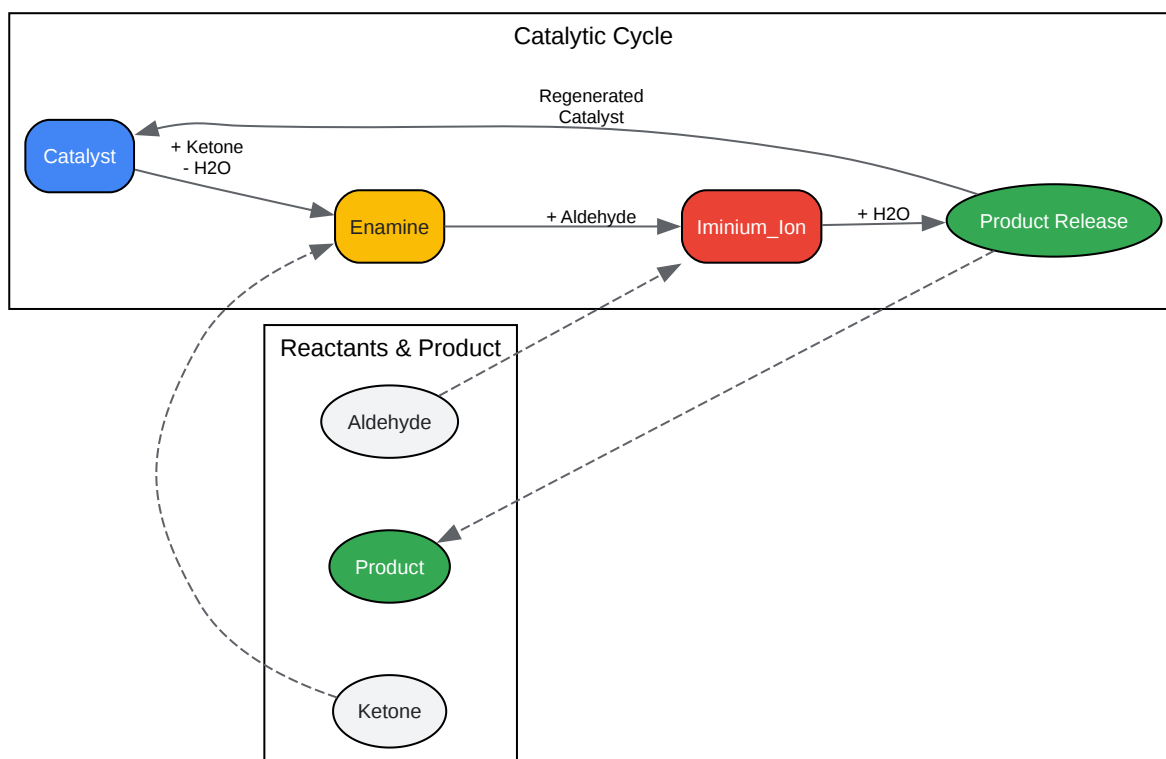 Catalytic Cycle
Regenerated
Catalyst
Catalyst
+ Ketone
- H2O
Enamine
+ Aldehyde
Iminium_Ion
+ H2O
Product Release
Reactants & Product
Aldehyde
Product
Ketone